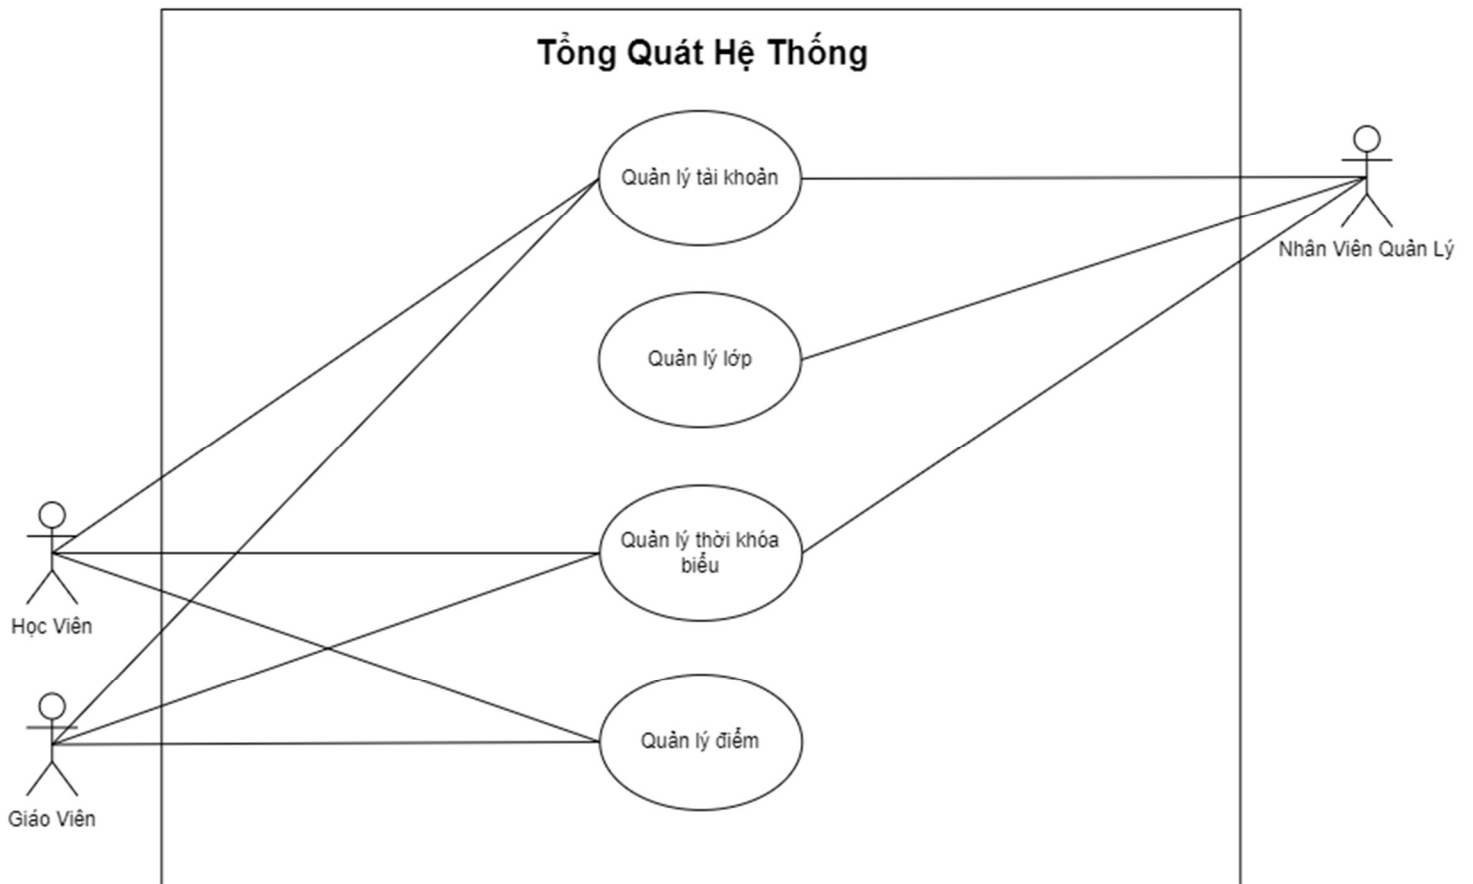 Tổng Quát Hệ Thống
Quản lý tài khoản
Nhân Viên Quản Lý
Quản lý lớp
Quản lý thời khóa
biểu
Học Viên
Quản lý điểm
Giáo Viên